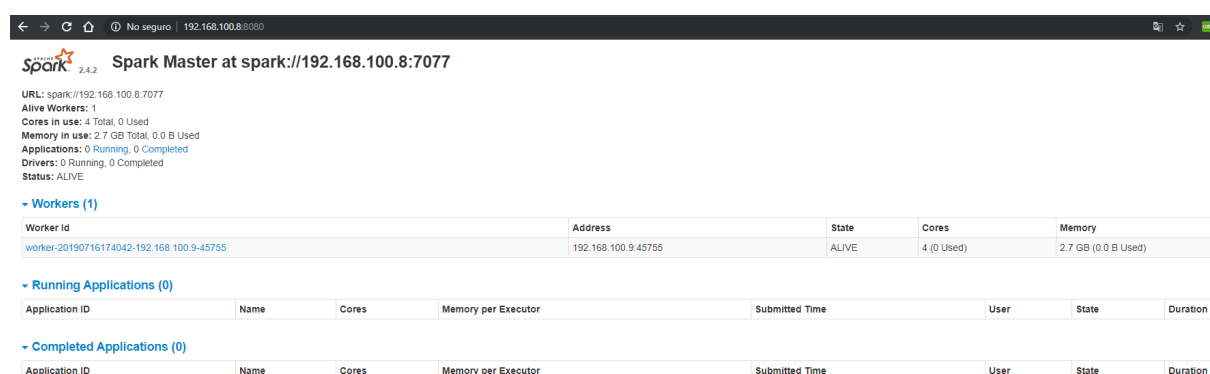 No seguro | 192.168.100.8:8080
APACHE Spark 2.4.2 Spark Master at spark://192.168.100.8:7077
URL: spark://192.168.100.8:7077
Alive Workers: 1
Cores in use: 4 Total, 0 Used
Memory in use: 2.7 GB Total, 0.0 B Used
Applications: 0 Running, 0 Completed
Drivers: 0 Running, 0 Completed
Status: ALIVE
Workers (1)
Worker Id Address State Cores Memory
worker-20190716174042-192.168.100.9-45755 192.168.100.9:45755 ALIVE 4 (0 Used) 2.7 GB (0.0 B Used)
Running Applications (0)
Application ID Name Cores Memory per Executor Submitted Time User State Duration
Completed Applications (0)
Application ID Name Cores Memory per Executor Submitted Time User State Duration